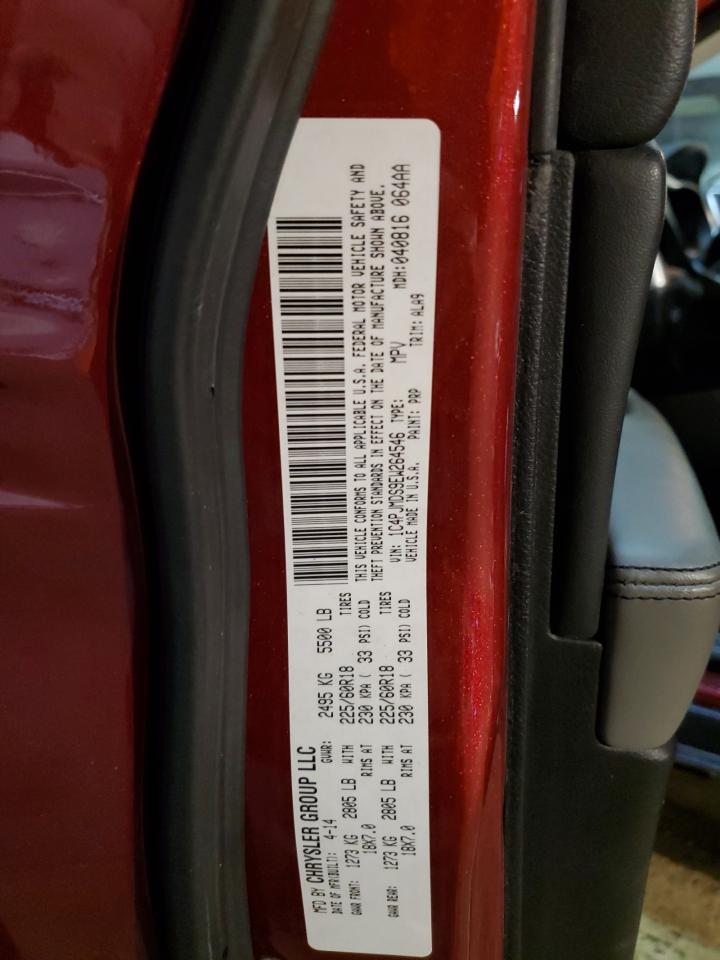 MFD BY CHRYSLER GROUP LLC
DATE OF MFR(BUILT): 4-14 GVWR: 2495 KG 5500 LB
GAWR FRONT: 1273 KG 2805 LB WITH 225/60R18 TIRES
18X7.0 RIMS AT 230 KPA ( 33 PSI) COLD
GAWR REAR: 1273 KG 2805 LB WITH 225/60R18 TIRES
18X7.0 RIMS AT 230 KPA ( 33 PSI) COLD
THIS VEHICLE CONFORMS TO ALL APPLICABLE U.S.A. FEDERAL MOTOR VEHICLE SAFETY AND
THEFT PREVENTION STANDARDS IN EFFECT ON THE DATE OF MANUFACTURE SHOWN ABOVE.
VIN: 1C4PJMDS9EW264546 TYPE: MPV MDH:040816 064AA
VEHICLE MADE IN U.S.A. PAINT: PRP TRIM: ALA9